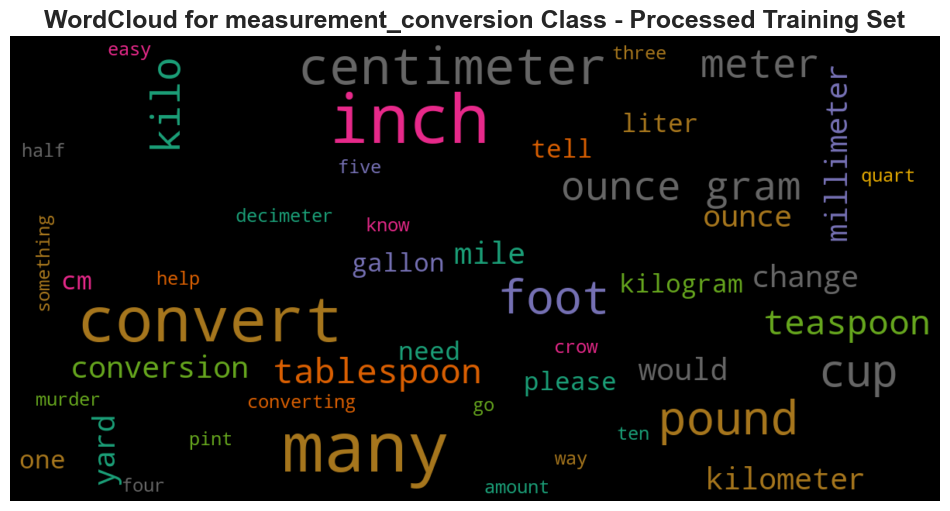 WordCloud for measurement_conversion Class - Processed Training Set
easy
kilo
centimeter
three
meter
inch
millimeter
half
five
tell
liter
ounce gram
quart
something
decimeter
know
ounce
cm
help
gallon
mile
foot
kilogram
change
convert
teaspoon
conversion
tablespoon
need
crow
please
would
cup
murder
converting
go
yard
pint
many
ten
pound
one
four
way
amount
kilometer